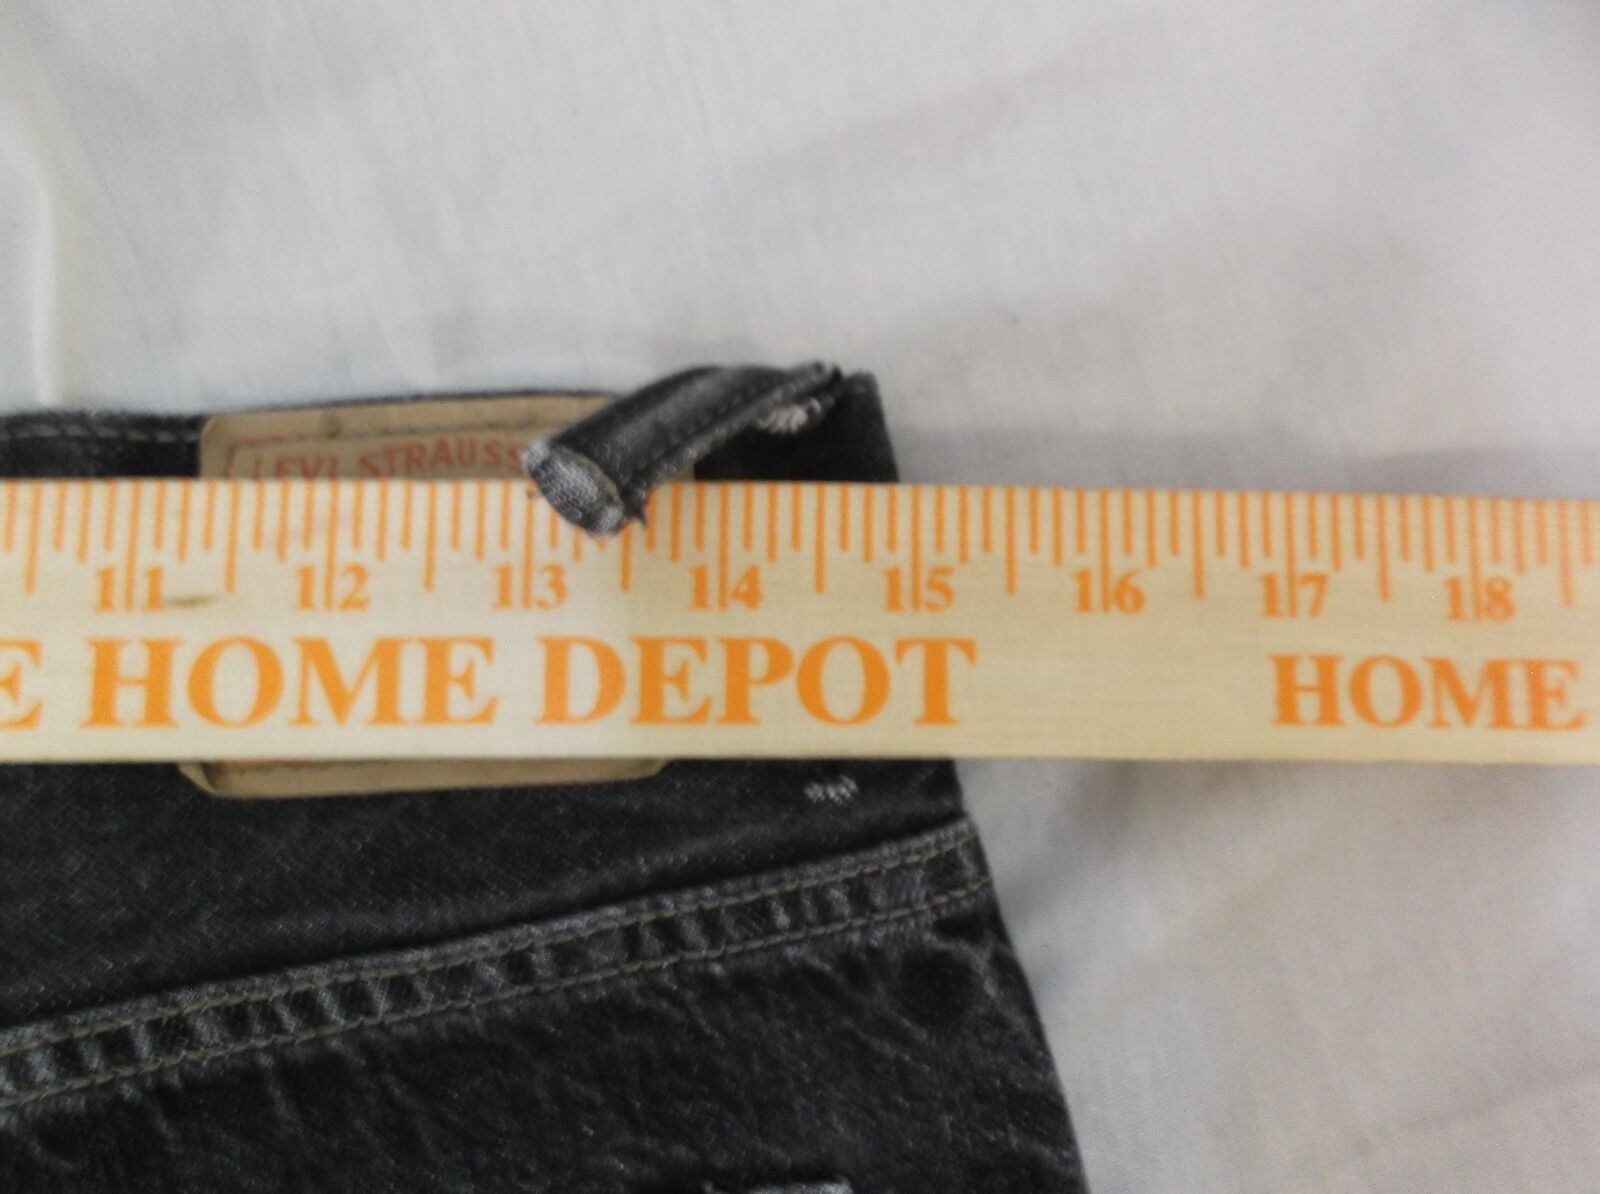 LEVI STRAUSS
11 12 13 14 15 16 17 18
E HOME DEPOT HOME